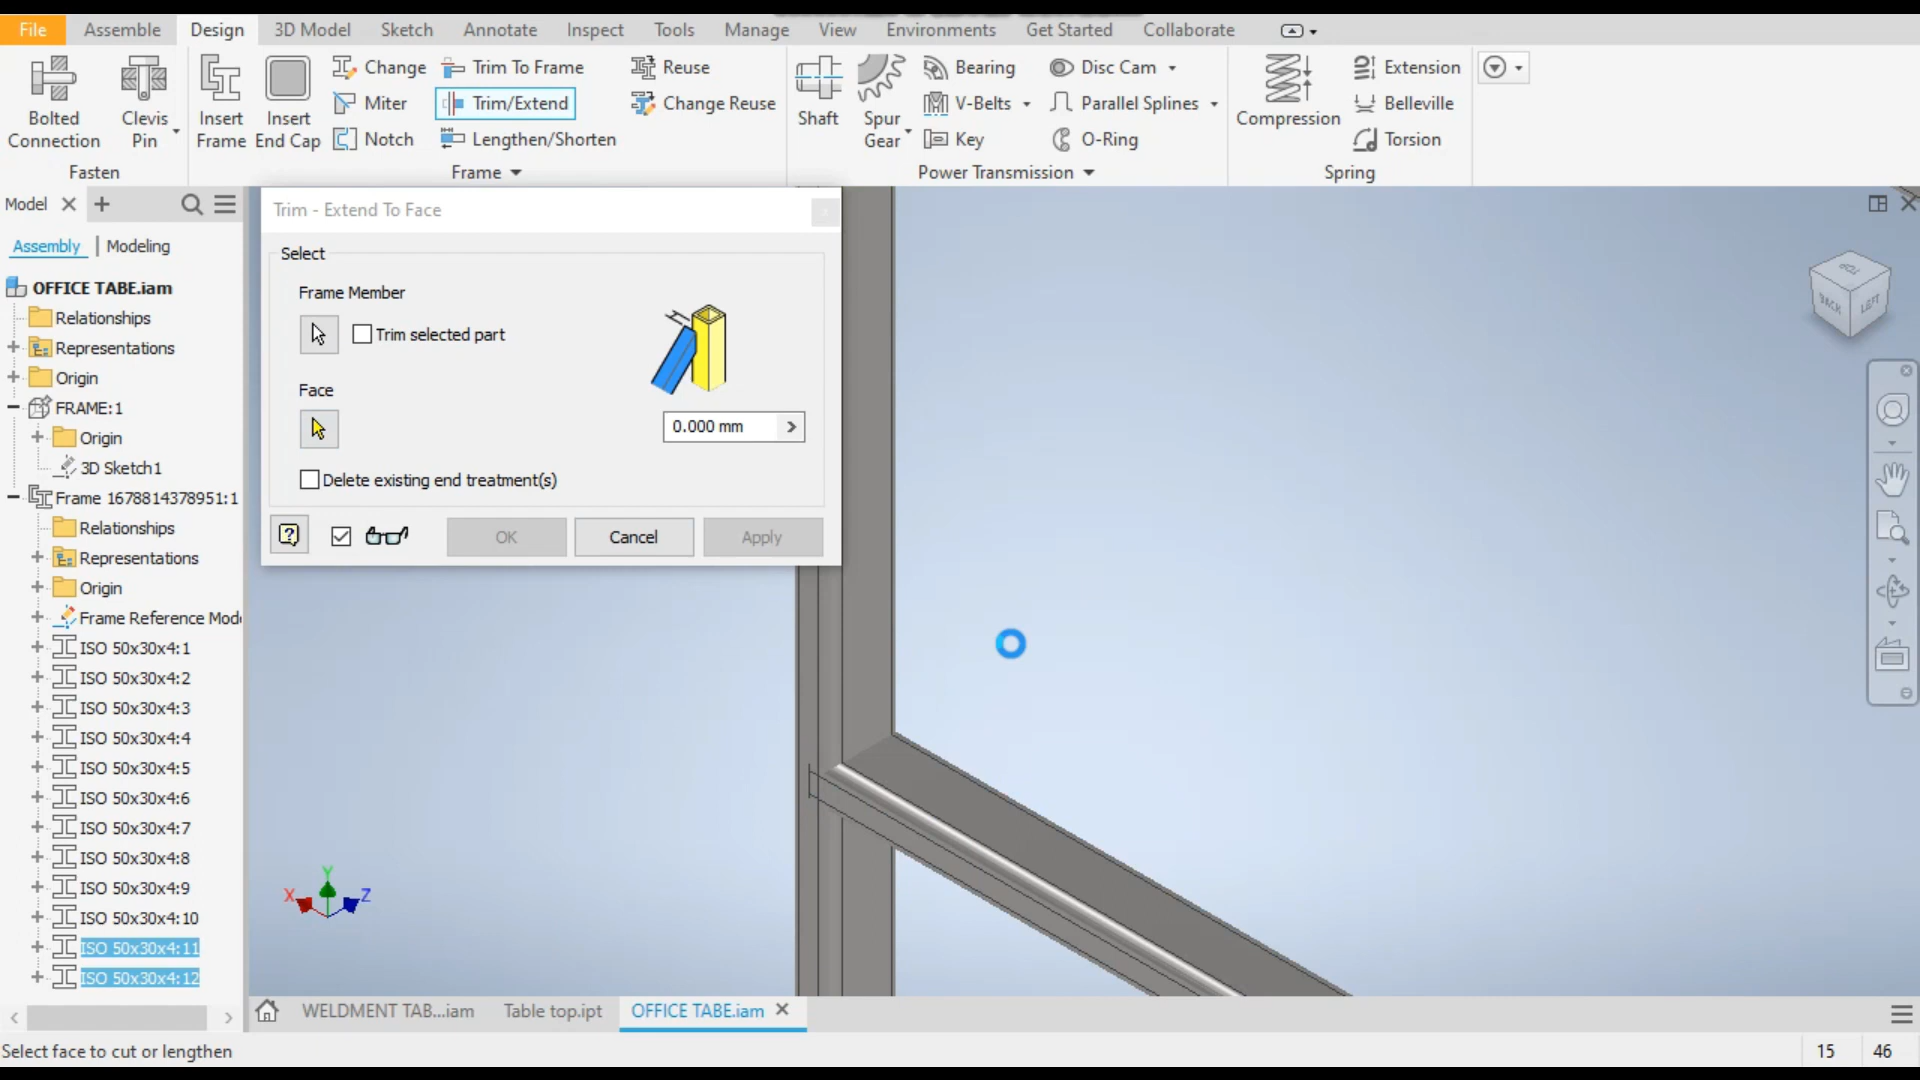 File Assemble Design 3D Model Sketch Annotate Inspect Tools Manage View Environments Get Started Collaborate
Bolted Connection
Clevis Pin
Fasten
Insert Frame
Insert End Cap
Change
Miter
Notch
Trim To Frame
Trim/Extend
Lengthen/Shorten
Reuse
Change Reuse
Frame
Shaft
Spur Gear
Bearing
V-Belts
Key
Disc Cam
Parallel Splines
O-Ring
Power Transmission
Compression
Extension
Belleville
Torsion
Spring
Model
Assembly Modeling
OFFICE TABE.iam
Relationships
Representations
Origin
FRAME:1
Origin
3D Sketch1
Frame 1678814378951:1
Relationships
Representations
Origin
Frame Reference Mod
ISO 50x30x4:1
ISO 50x30x4:2
ISO 50x30x4:3
ISO 50x30x4:4
ISO 50x30x4:5
ISO 50x30x4:6
ISO 50x30x4:7
ISO 50x30x4:8
ISO 50x30x4:9
ISO 50x30x4:10
ISO 50x30x4:11
ISO 50x30x4:12
Trim - Extend To Face
Select
Frame Member
Trim selected part
Face
0.000 mm
Delete existing end treatment(s)
OK Cancel Apply
TOP
BACK LEFT
Y
X Z
WELDMENT TAB...iam Table top.ipt OFFICE TABE.iam
Select face to cut or lengthen
15 46